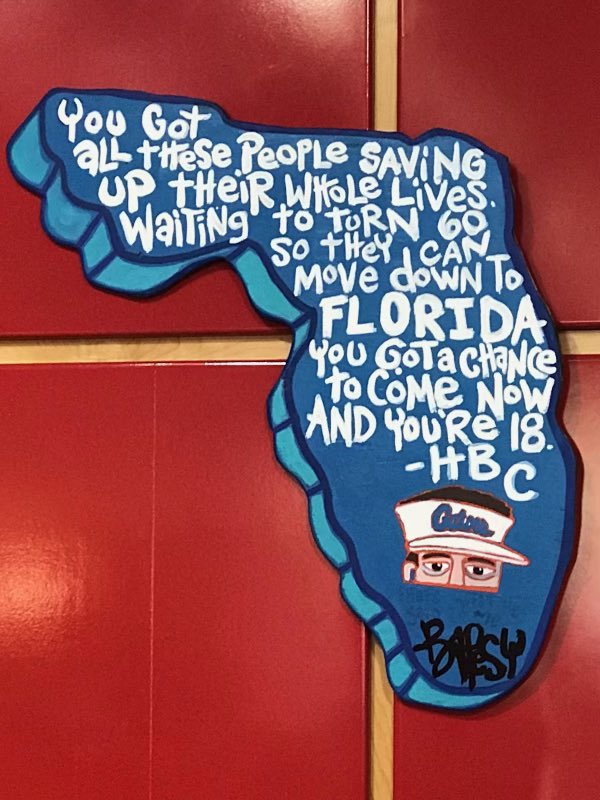 You Got
all these People SAVING
UP their Whole Lives.
Waiting to turn 60
so they can
move down to
FLORIDA
You Got a chance
to come now
AND You're 18.
-HBC
Gators